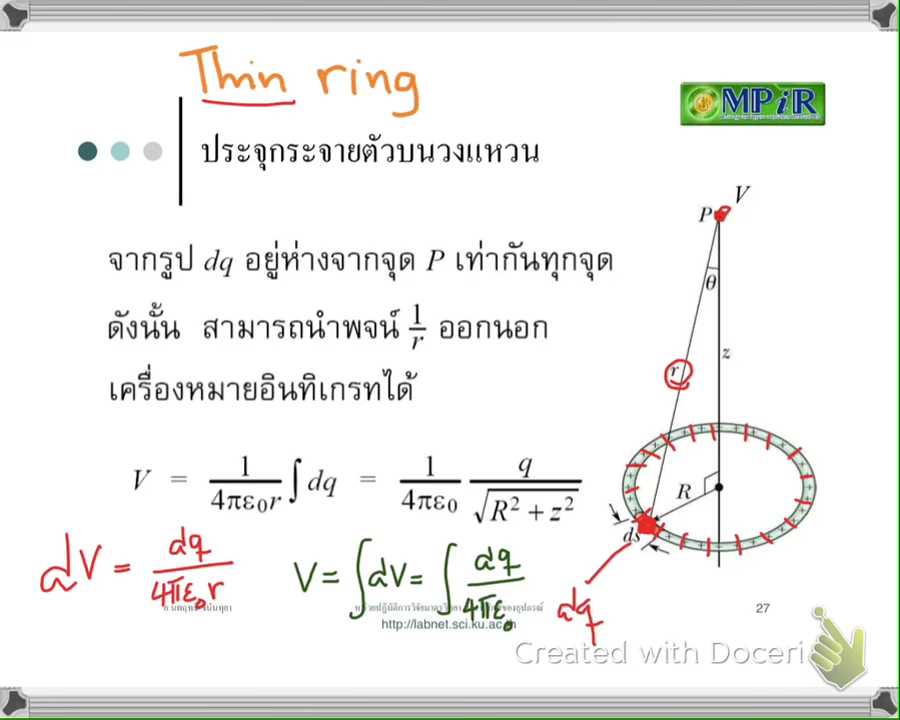 Thin ring
MPiR
ประจุกระจายตัวบนวงแหวน
จากรูป dq อยู่ห่างจากจุด P เท่ากันทุกจุด
ดังนั้น สามารถนำพจน์ 1/r ออกนอก
เครื่องหมายอินทิเกรทได้
V = 1/4πε₀r ∫ dq = 1/4πε₀ q/√R² + z²
V
P
θ
z
r
R
ds
dq
dV = dq/4πε₀r
V = ∫dV = ∫ dq/4πε₀
http://labnet.sci.ku.ac.th
27
Created with Doceri